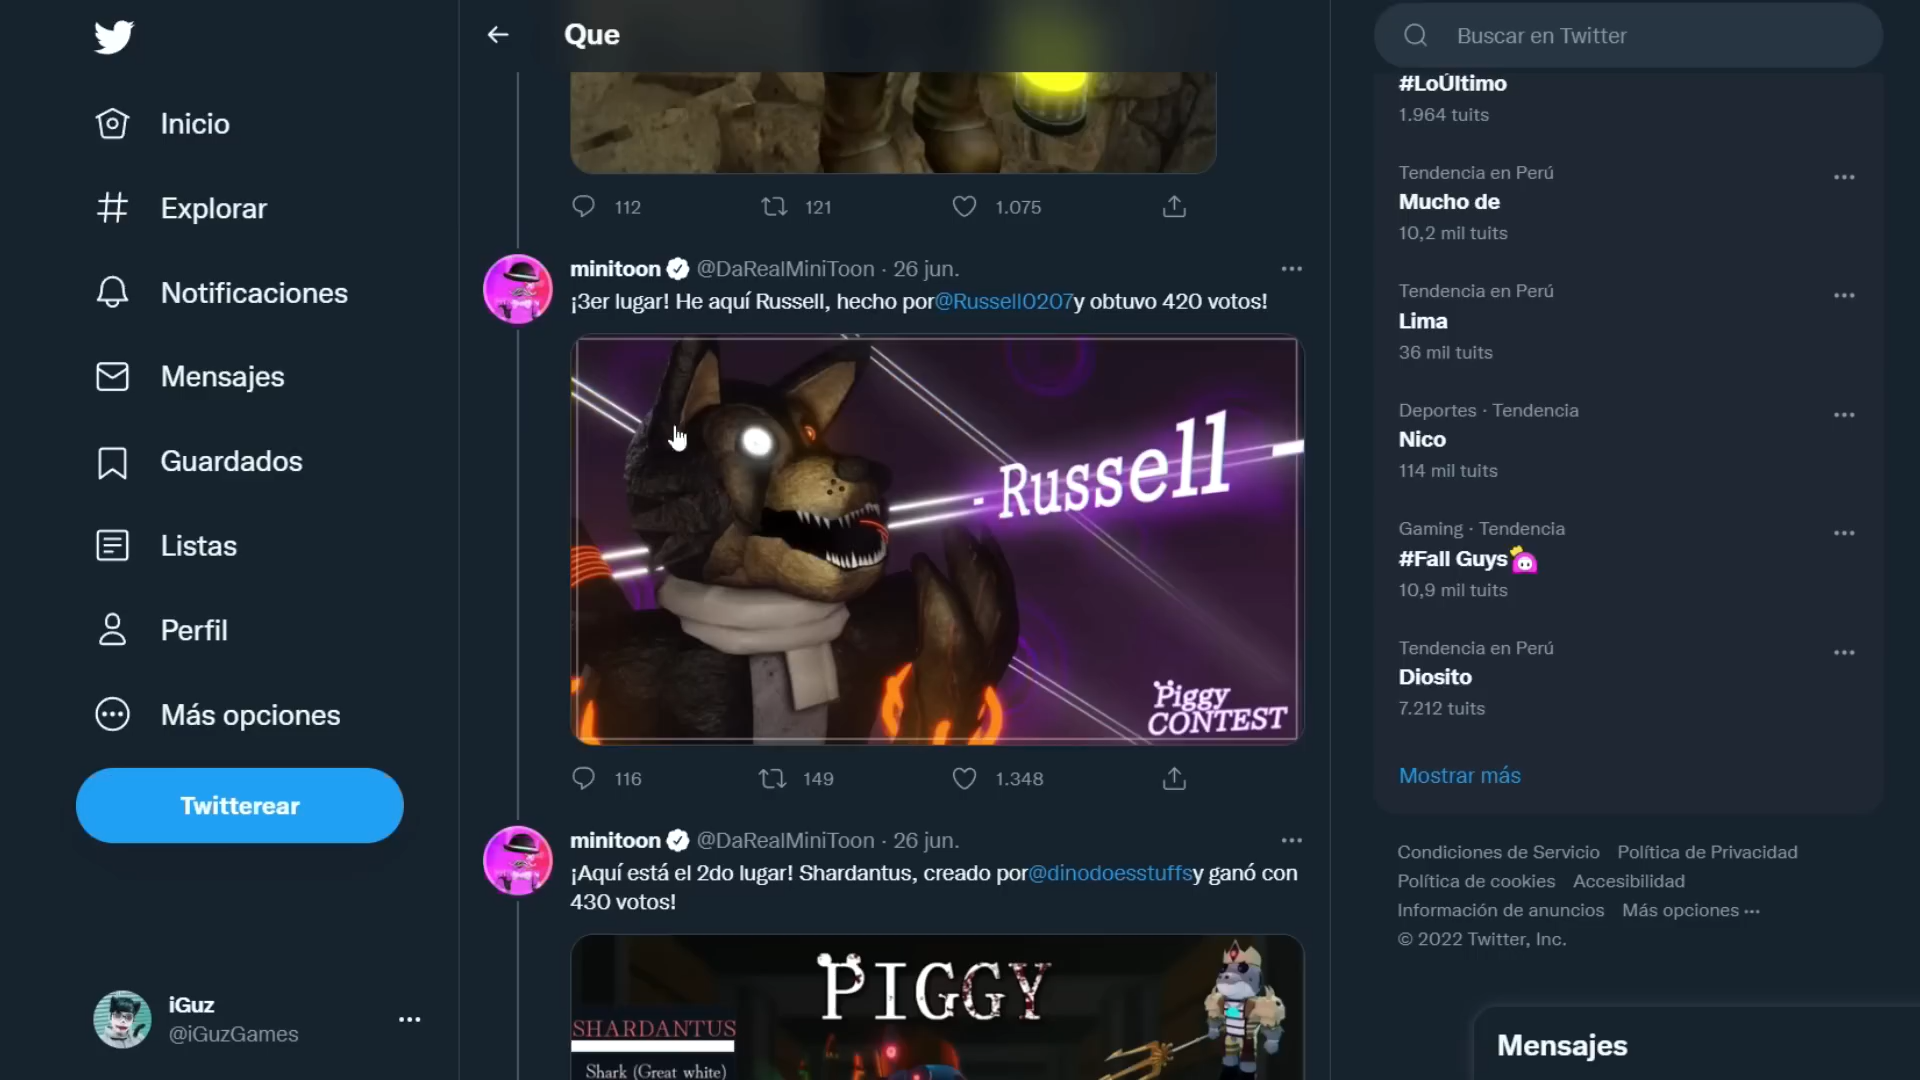 Inicio
Explorar
Notificaciones
Mensajes
Guardados
Listas
Perfil
Más opciones
Twitterear
iGuz
@iGuzGames
Que
112 121 1.075
minitoon @DaRealMiniToon · 26 jun.
¡3er lugar! He aquí Russell, hecho por@Russell0207y obtuvo 420 votos!
- Russell
Piggy
CONTEST
116 149 1.348
minitoon @DaRealMiniToon · 26 jun.
¡Aquí está el 2do lugar! Shardantus, creado por@dinodoesstuffsy ganó con
430 votos!
PIGGY
SHARDANTUS
Shark (Great white)
Buscar en Twitter
#LoÚltimo
1.964 tuits
Tendencia en Perú
Mucho de
10,2 mil tuits
Tendencia en Perú
Lima
36 mil tuits
Deportes · Tendencia
Nico
114 mil tuits
Gaming · Tendencia
#Fall Guys
10,9 mil tuits
Tendencia en Perú
Diosito
7.212 tuits
Mostrar más
Condiciones de Servicio Política de Privacidad
Política de cookies Accesibilidad
Información de anuncios Más opciones ···
© 2022 Twitter, Inc.
Mensajes